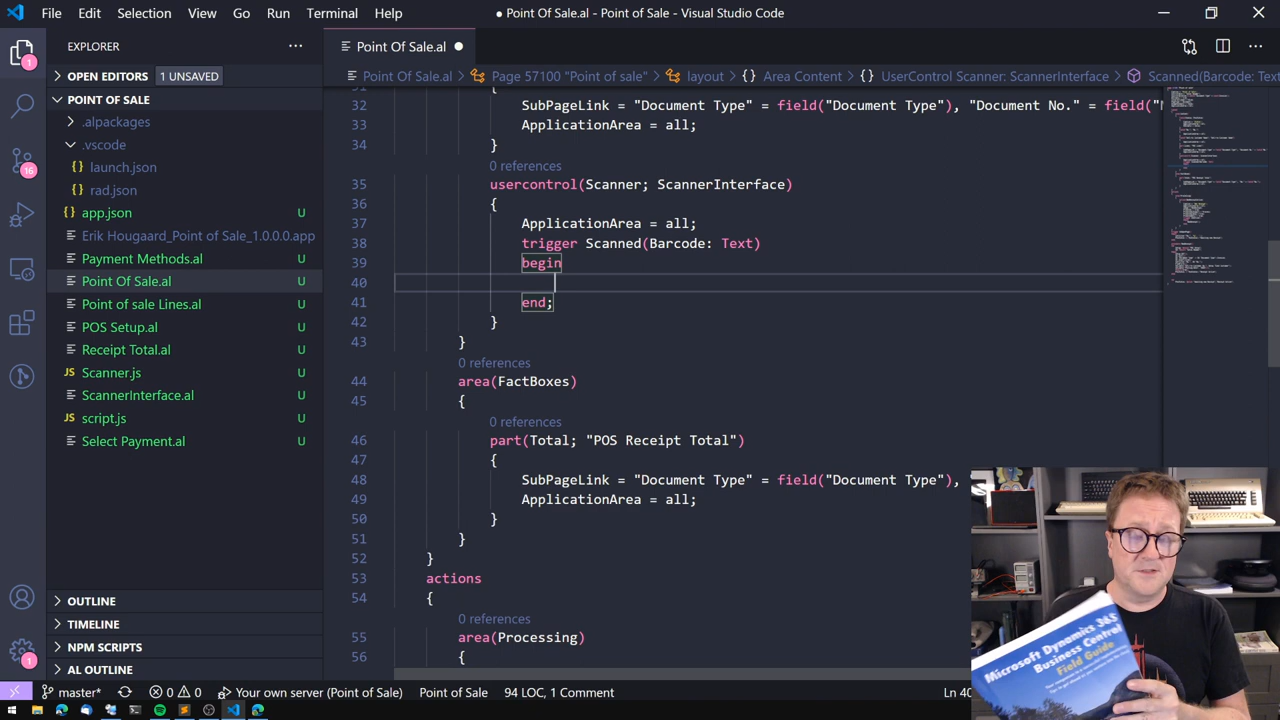 File Edit Selection View Go Run Terminal Help
● Point Of Sale.al - Point of Sale - Visual Studio Code
EXPLORER
OPEN EDITORS 1 UNSAVED
POINT OF SALE
.alpackages
.vscode
launch.json
rad.json
app.json U
Erik Hougaard_Point of Sale_1.0.0.0.app
Payment Methods.al U
Point Of Sale.al U
Point of sale Lines.al U
POS Setup.al U
Receipt Total.al U
JS Scanner.js U
ScannerInterface.al U
JS script.js U
Select Payment.al U
OUTLINE
TIMELINE
NPM SCRIPTS
AL OUTLINE
1
16
1
Point Of Sale.al
Point Of Sale.al > Page 57100 "Point of sale" > layout > Area Content > UserControl Scanner: ScannerInterface > Scanned(Barcode: Text)
31 {
32 SubPageLink = "Document Type" = field("Document Type"), "Document No." = field("
33 ApplicationArea = all;
34 }
0 references
35 usercontrol(Scanner; ScannerInterface)
36 {
37 ApplicationArea = all;
38 trigger Scanned(Barcode: Text)
39 begin
40
41 end;
42 }
43 }
0 references
44 area(FactBoxes)
45 {
0 references
46 part(Total; "POS Receipt Total")
47 {
48 SubPageLink = "Document Type" = field("Document Type"),
49 ApplicationArea = all;
50 }
51 }
52 }
53 actions
54 {
0 references
55 area(Processing)
56 {
Microsoft Dynamics 365
Business Central
Field Guide
master* 0 0 Your own server (Point of Sale) Point of Sale 94 LOC, 1 Comment Ln 40